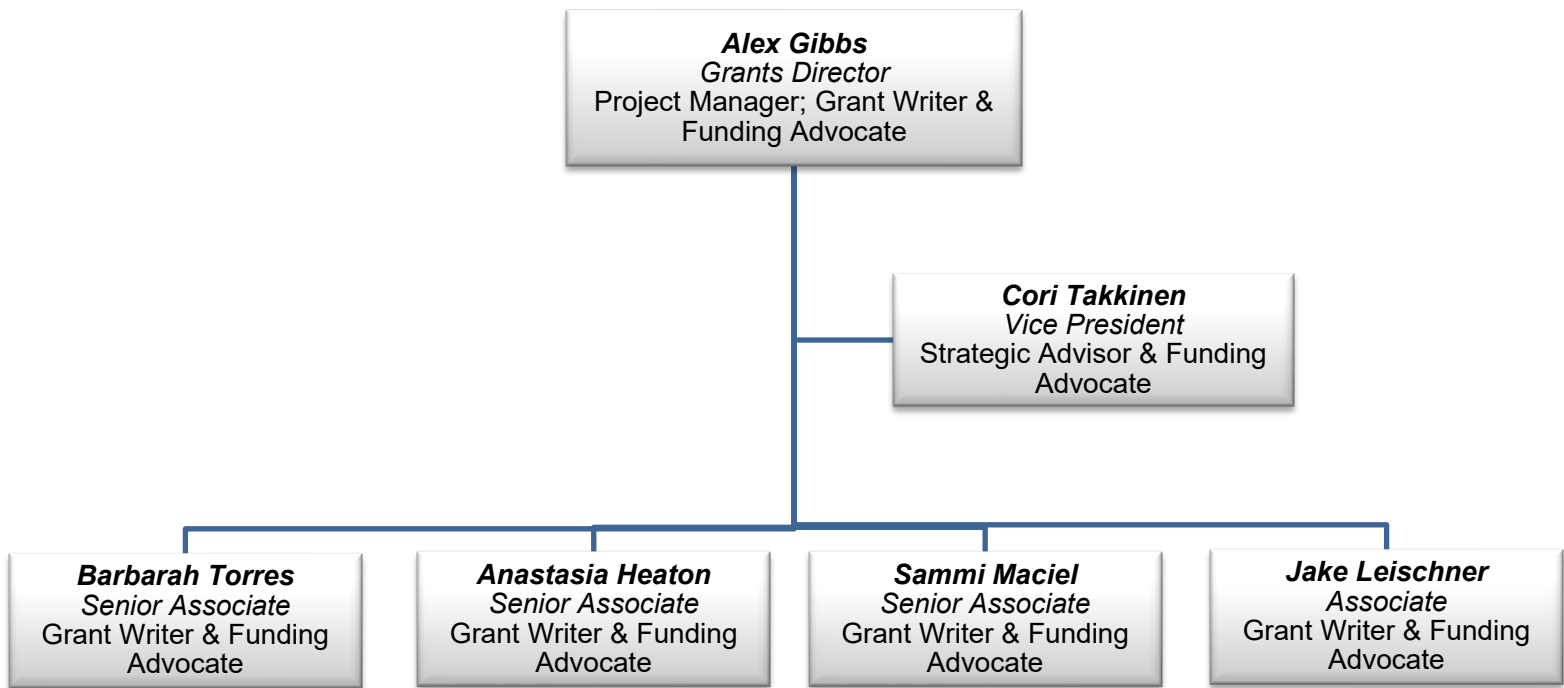 Alex Gibbs
Grants Director
Project Manager; Grant Writer &
Funding Advocate
Cori Takkinen
Vice President
Strategic Advisor & Funding
Advocate
Barbarah Torres
Senior Associate
Grant Writer & Funding
Advocate
Anastasia Heaton
Senior Associate
Grant Writer & Funding
Advocate
Sammi Maciel
Senior Associate
Grant Writer & Funding
Advocate
Jake Leischner
Associate
Grant Writer & Funding
Advocate